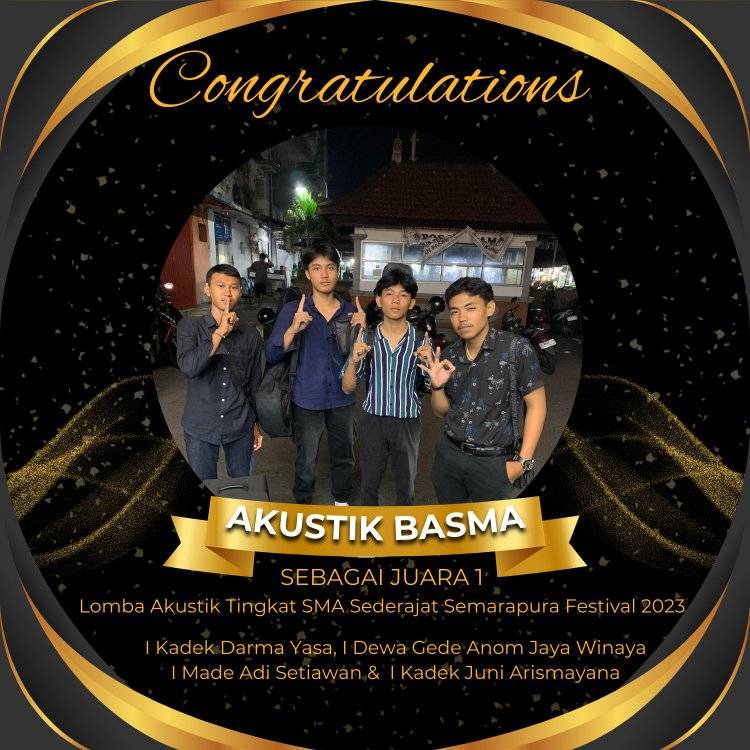 Congratulations
AKUSTIK BASMA
SEBAGAI JUARA 1
Lomba Akustik Tingkat SMA Sederajat Semarapura Festival 2023
I Kadek Darma Yasa, I Dewa Gede Anom Jaya Winaya
I Made Adi Setiawan & I Kadek Juni Arismayana